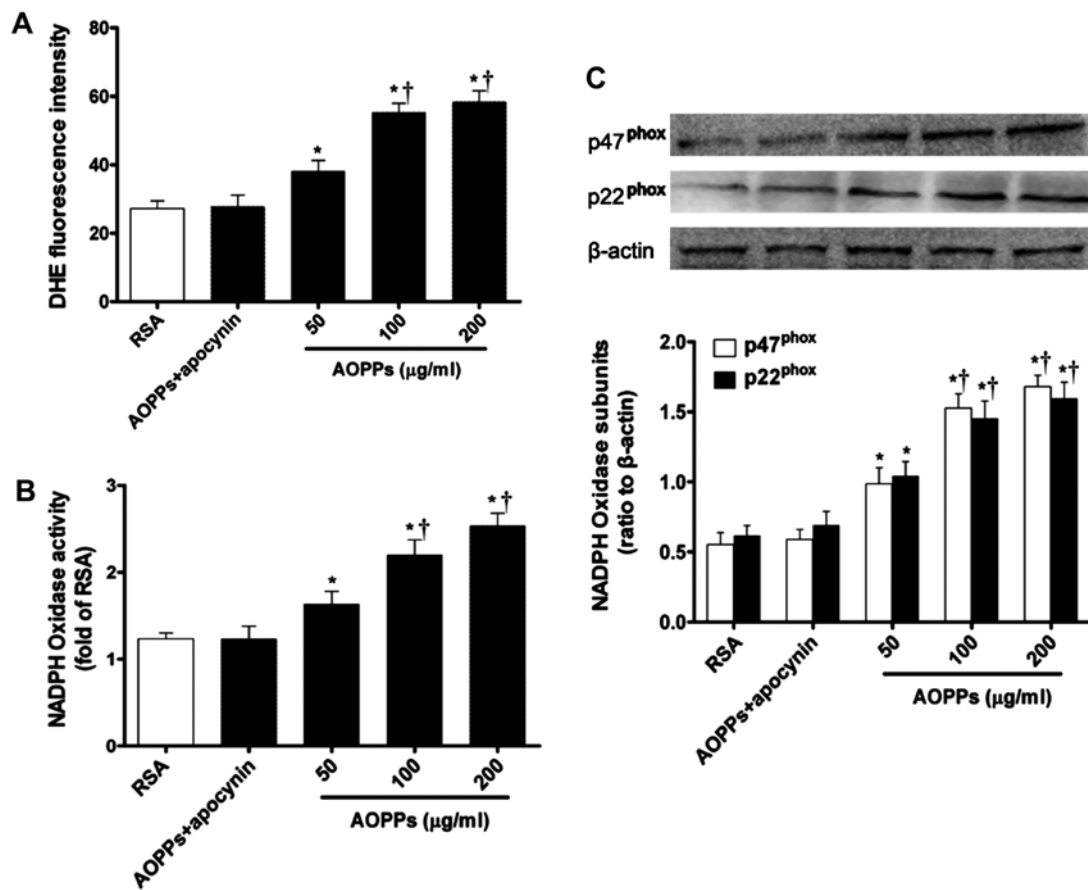 A
DHE fluorescence intensity
80
60
40
20
0
*
*†
*†
RSA
AOPPs+apocynin
50
100
200
AOPPs (μg/ml)
B
NADPH Oxidase activity
(fold of RSA)
3
2
1
0
*
*†
*†
RSA
AOPPs+apocynin
50
100
200
AOPPs (μg/ml)
C
p47phox
p22phox
β-actin
NADPH Oxidase subunits
(ratio to β-actin)
2.0
1.5
1.0
0.5
0.0
p47phox
p22phox
* *
*† *†
*† *†
RSA
AOPPs+apocynin
50
100
200
AOPPs (μg/ml)